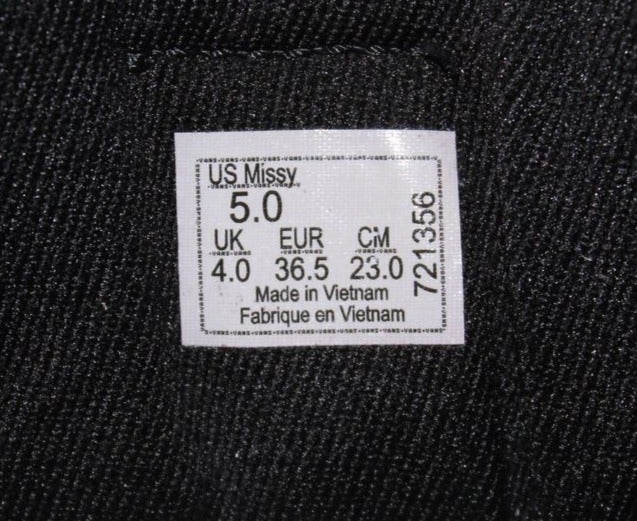 US Missy
5.0
UK EUR CM
4.0 36.5 23.0
Made in Vietnam
Fabrique en Vietnam
721356